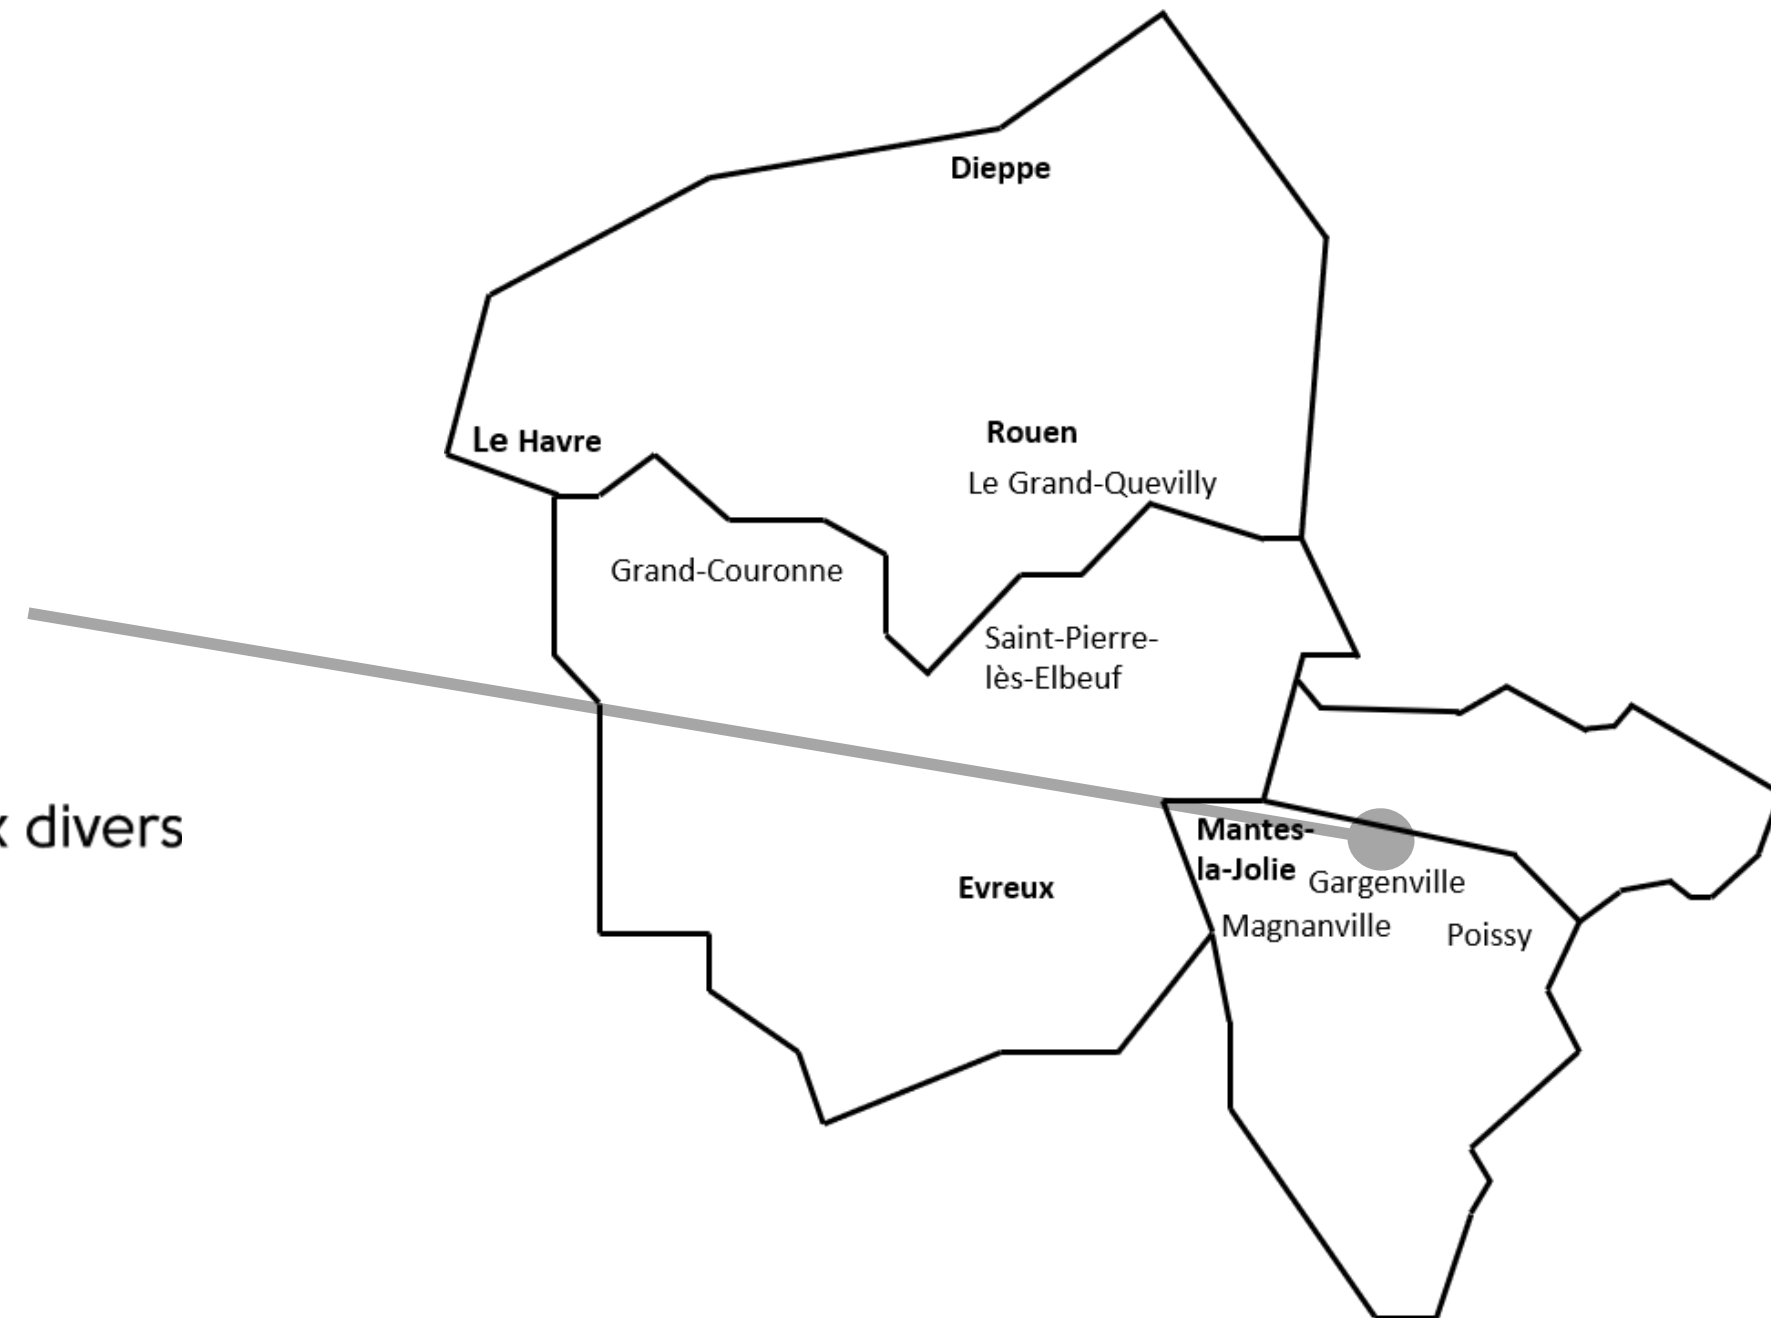 Dieppe
Le Havre
Rouen
Le Grand-Quevilly
Grand-Couronne
Saint-Pierre-
lès-Elbeuf
divers
Mantes-
la-Jolie
Gargenville
Evreux
Magnanville
Poissy